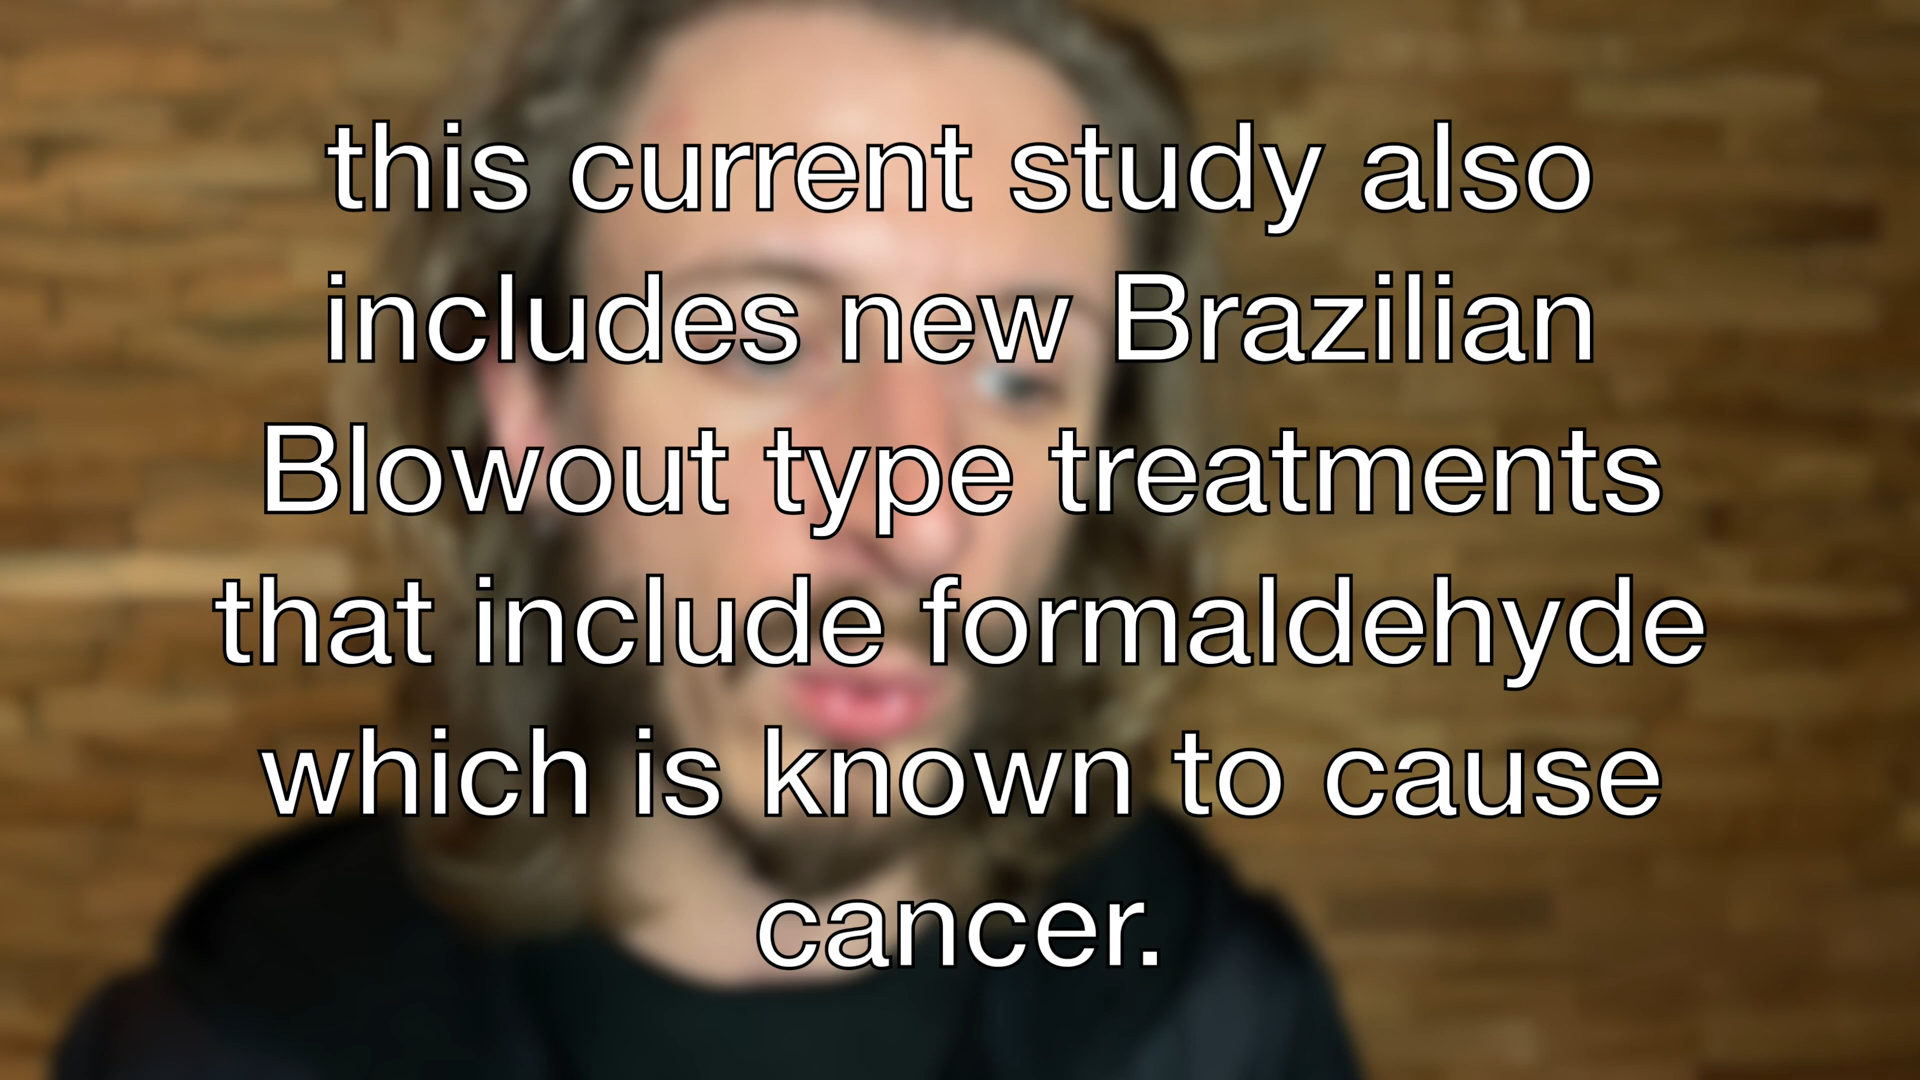 this current study also
includes new Brazilian
Blowout type treatments
that include formaldehyde
which is known to cause
cancer.